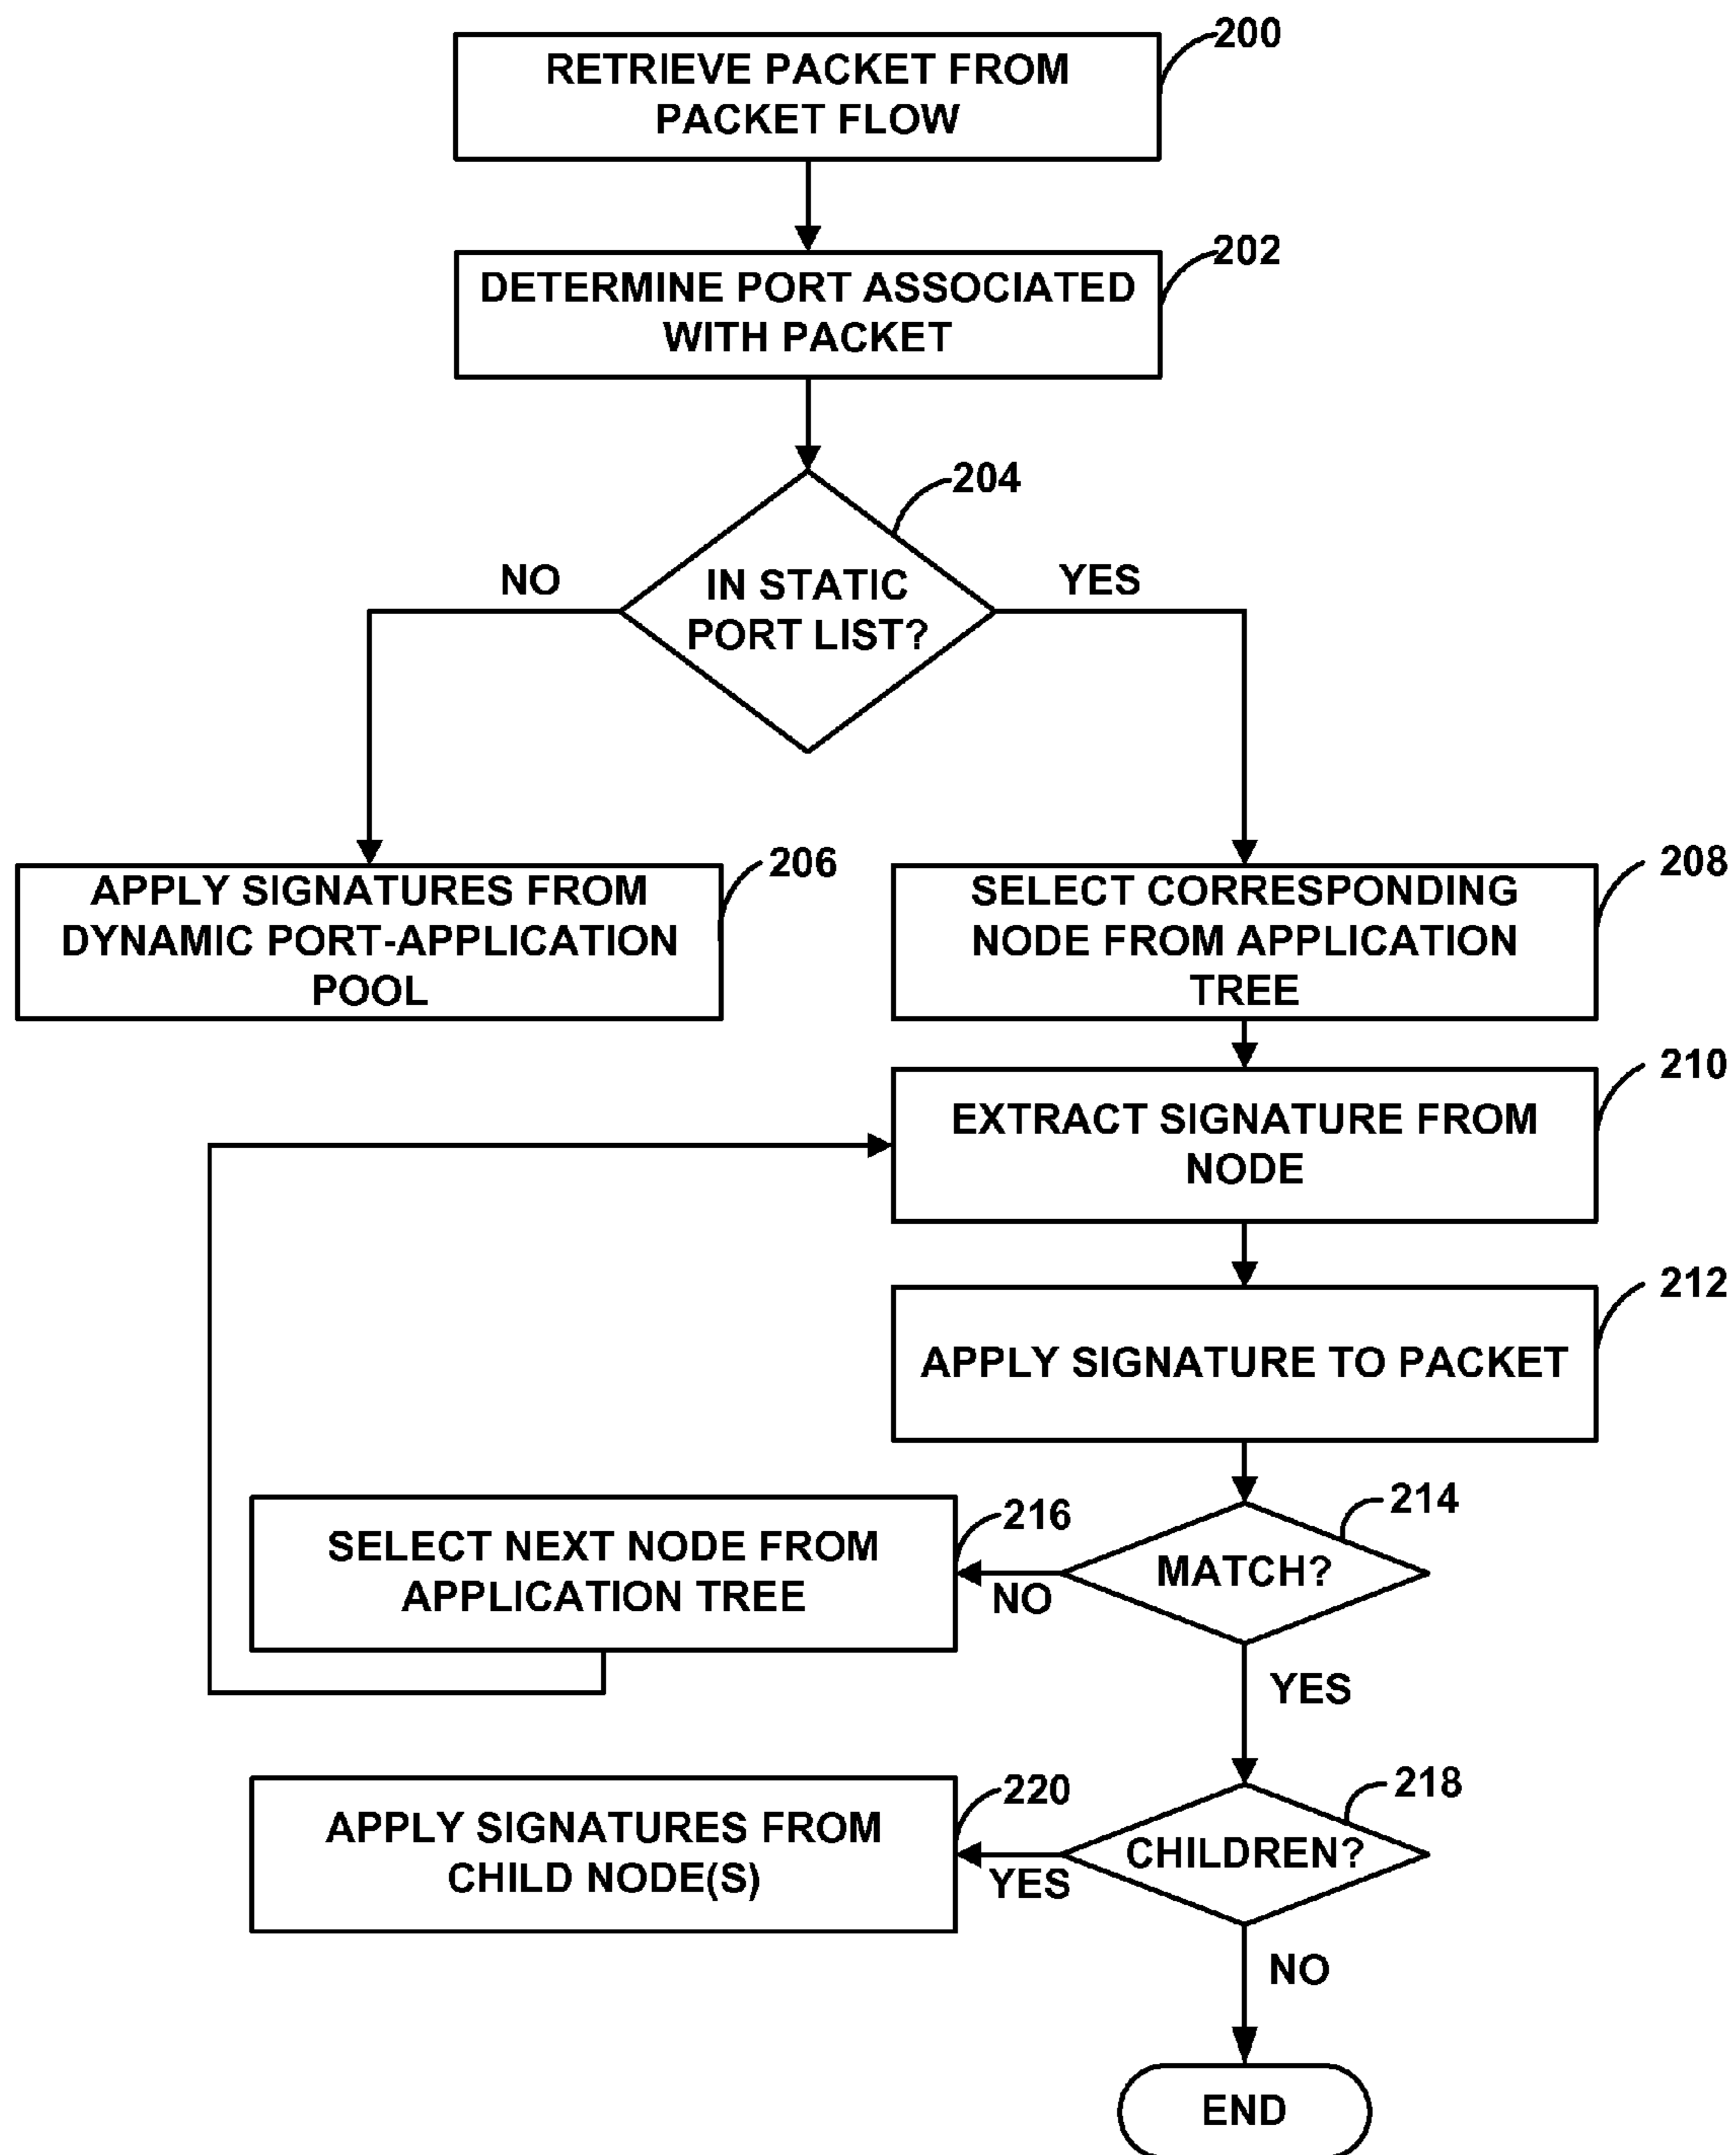 200
RETRIEVE PACKET FROM
PACKET FLOW
202
DETERMINE PORT ASSOCIATED
WITH PACKET
204
IN STATIC
PORT LIST?
NO
YES
206
APPLY SIGNATURES FROM
DYNAMIC PORT-APPLICATION
POOL
208
SELECT CORRESPONDING
NODE FROM APPLICATION
TREE
210
EXTRACT SIGNATURE FROM
NODE
212
APPLY SIGNATURE TO PACKET
214
MATCH?
NO
216
SELECT NEXT NODE FROM
APPLICATION TREE
YES
218
CHILDREN?
YES
220
APPLY SIGNATURES FROM
CHILD NODE(S)
NO
END